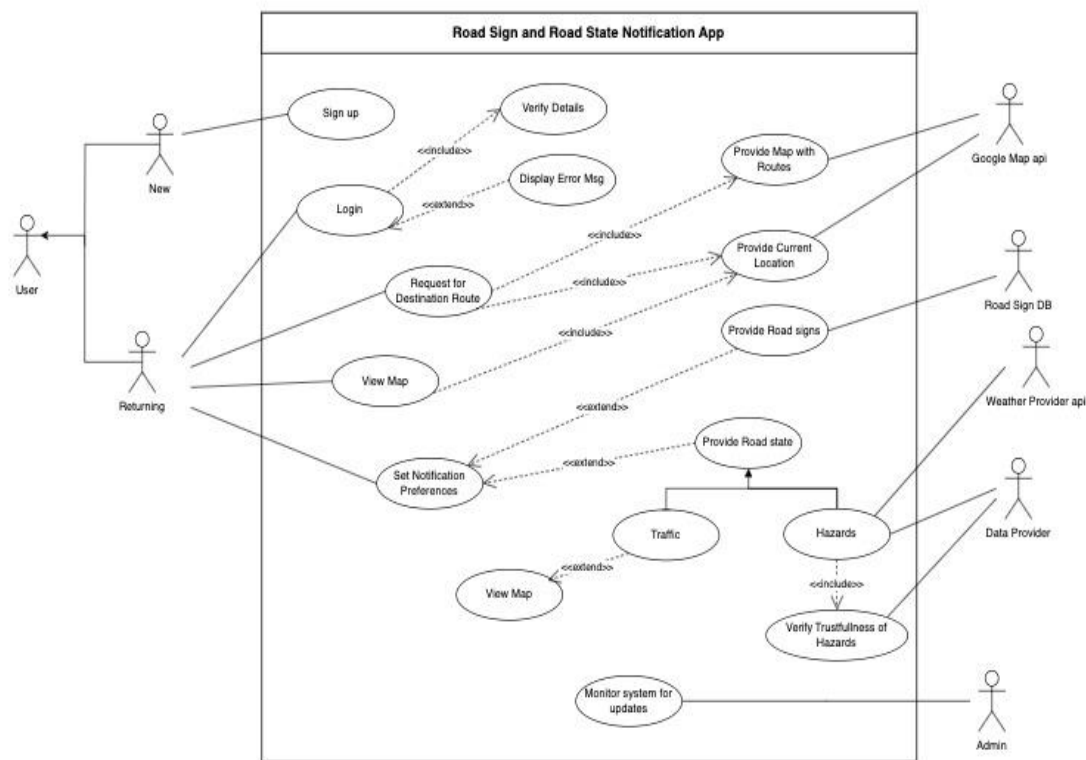 Road Sign and Road State Notification App
Sign up
Verify Details
New
<<include>>
Provide Map with
Routes
Google Map api
Display Error Msg
Login
<<extend>>
<<include>>
User
Request for
Destination Route
<<include>>
Provide Current
Location
Road Sign DB
Provide Road signs
<<include>>
Returning
View Map
Weather Provider api
<<extend>>
Provide Road state
Set Notification
Preferences
<<extend>>
Traffic
Hazards
Data Provider
<<extend>>
<<include>>
View Map
Verify Trustfullness of
Hazards
Monitor system for
updates
Admin